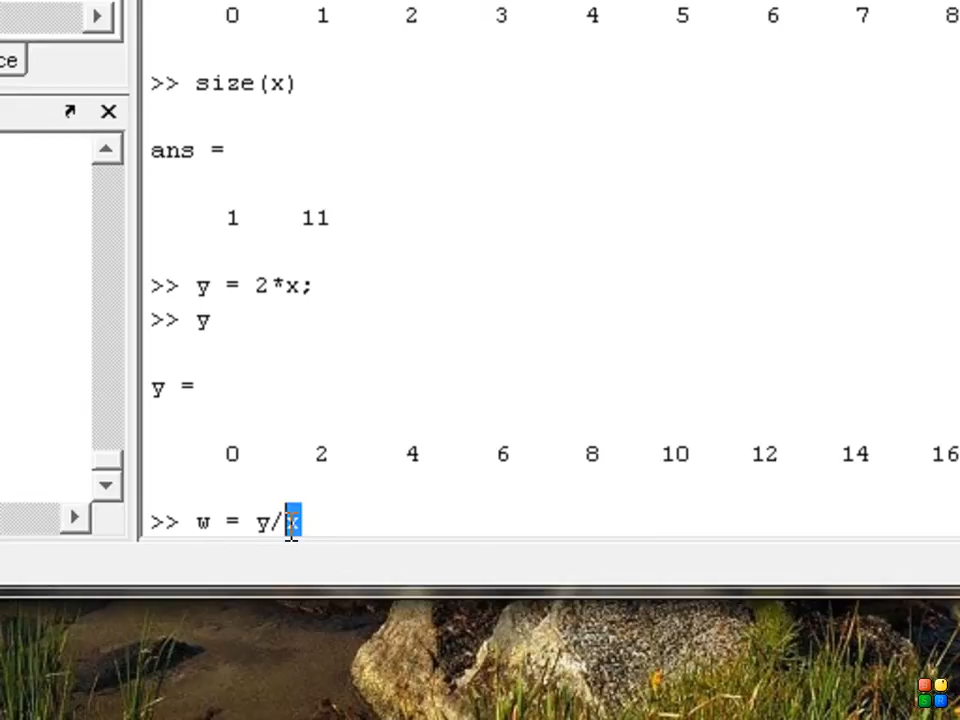 0 1 2 3 4 5 6 7 8
ce
>> size(x)
ans =
1 11
>> y = 2*x;
>> y
y =
0 2 4 6 8 10 12 14 16
>> w = y/x